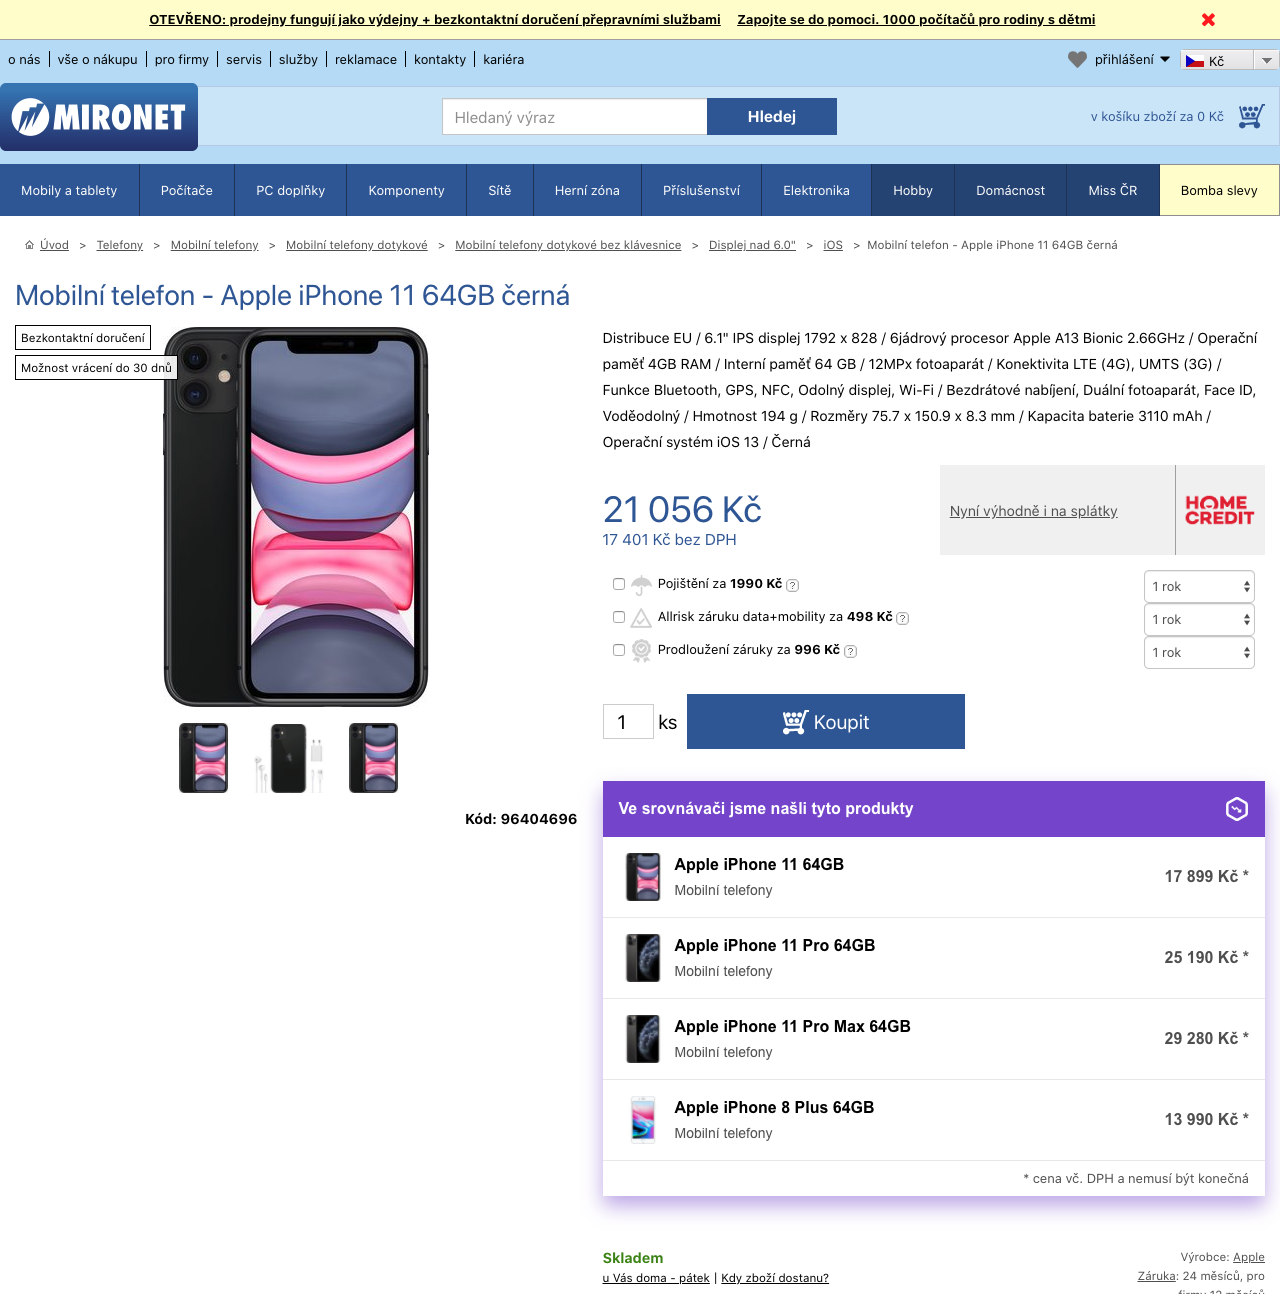 OTEVŘENO: prodejny fungují jako výdejny + bezkontaktní doručení přepravními službami Zapojte se do pomoci. 1000 počítačů pro rodiny s dětmi
o nás | vše o nákupu | pro firmy | servis | služby | reklamace | kontakty | kariéra
přihlášení Kč
MIRONET
Hledaný výraz Hledej
v košíku zboží za 0 Kč
Mobily a tablety Počítače PC doplňky Komponenty Sítě Herní zóna Příslušenství Elektronika Hobby Domácnost Miss ČR Bomba slevy
Úvod > Telefony > Mobilní telefony > Mobilní telefony dotykové > Mobilní telefony dotykové bez klávesnice > Displej nad 6.0" > iOS > Mobilní telefon - Apple iPhone 11 64GB černá
Mobilní telefon - Apple iPhone 11 64GB černá
Bezkontaktní doručení
Možnost vrácení do 30 dnů
Distribuce EU / 6.1" IPS displej 1792 x 828 / 6jádrový procesor Apple A13 Bionic 2.66GHz / Operační
paměť 4GB RAM / Interní paměť 64 GB / 12MPx fotoaparát / Konektivita LTE (4G), UMTS (3G) /
Funkce Bluetooth, GPS, NFC, Odolný displej, Wi-Fi / Bezdrátové nabíjení, Duální fotoaparát, Face ID,
Voděodolný / Hmotnost 194 g / Rozměry 75.7 x 150.9 x 8.3 mm / Kapacita baterie 3110 mAh /
Operační systém iOS 13 / Černá
21 056 Kč
17 401 Kč bez DPH
Nyní výhodně i na splátky
HOME
CREDIT
Pojištění za 1990 Kč ? 1 rok
Allrisk záruku data+mobility za 498 Kč ? 1 rok
Prodloužení záruky za 996 Kč ? 1 rok
1 ks Koupit
Kód: 96404696
Ve srovnávači jsme našli tyto produkty
Apple iPhone 11 64GB
Mobilní telefony
17 899 Kč *
Apple iPhone 11 Pro 64GB
Mobilní telefony
25 190 Kč *
Apple iPhone 11 Pro Max 64GB
Mobilní telefony
29 280 Kč *
Apple iPhone 8 Plus 64GB
Mobilní telefony
13 990 Kč *
* cena vč. DPH a nemusí být konečná
Skladem
u Vás doma - pátek | Kdy zboží dostanu?
Výrobce: Apple
Záruka: 24 měsíců, pro
firmy 12 měsíců